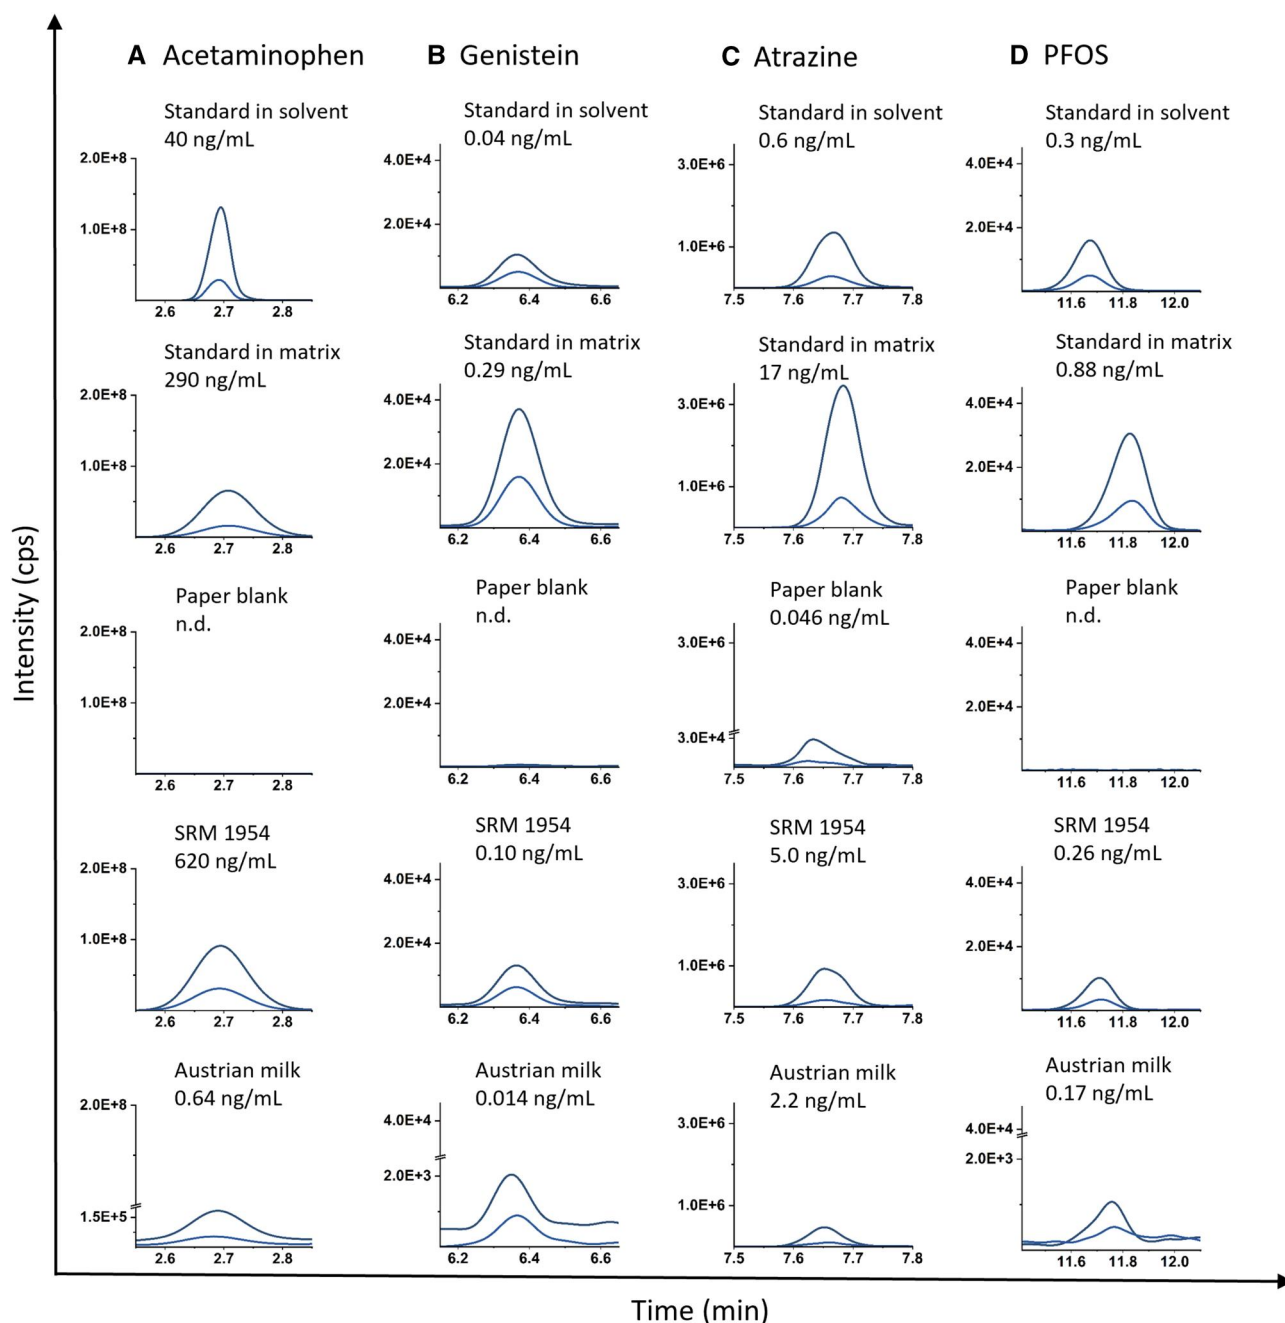 A Acetaminophen
B Genistein
C Atrazine
D PFOS
Standard in solvent
40 ng/mL
2.0E+8
1.0E+8
2.6 2.7 2.8
Standard in solvent
0.04 ng/mL
4.0E+4
2.0E+4
6.2 6.4 6.6
Standard in solvent
0.6 ng/mL
3.0E+6
1.0E+6
7.5 7.6 7.7 7.8
Standard in solvent
0.3 ng/mL
4.0E+4
2.0E+4
11.6 11.8 12.0
Standard in matrix
290 ng/mL
2.0E+8
1.0E+8
2.6 2.7 2.8
Standard in matrix
0.29 ng/mL
4.0E+4
2.0E+4
6.2 6.4 6.6
Standard in matrix
17 ng/mL
3.0E+6
1.0E+6
7.5 7.6 7.7 7.8
Standard in matrix
0.88 ng/mL
4.0E+4
2.0E+4
11.6 11.8 12.0
Paper blank
n.d.
2.0E+8
1.0E+8
2.6 2.7 2.8
Paper blank
n.d.
4.0E+4
2.0E+4
6.2 6.4 6.6
Paper blank
0.046 ng/mL
3.0E+6
3.0E+4
7.5 7.6 7.7 7.8
Paper blank
n.d.
4.0E+4
2.0E+4
11.6 11.8 12.0
SRM 1954
620 ng/mL
2.0E+8
1.0E+8
2.6 2.7 2.8
SRM 1954
0.10 ng/mL
4.0E+4
2.0E+4
6.2 6.4 6.6
SRM 1954
5.0 ng/mL
3.0E+6
1.0E+6
7.5 7.6 7.7 7.8
SRM 1954
0.26 ng/mL
4.0E+4
2.0E+4
11.6 11.8 12.0
Austrian milk
0.64 ng/mL
2.0E+8
1.5E+5
2.6 2.7 2.8
Austrian milk
0.014 ng/mL
4.0E+4
2.0E+3
6.2 6.4 6.6
Austrian milk
2.2 ng/mL
3.0E+6
1.0E+6
7.5 7.6 7.7 7.8
Austrian milk
0.17 ng/mL
4.0E+4
2.0E+3
11.6 11.8 12.0
Intensity (cps)
Time (min)